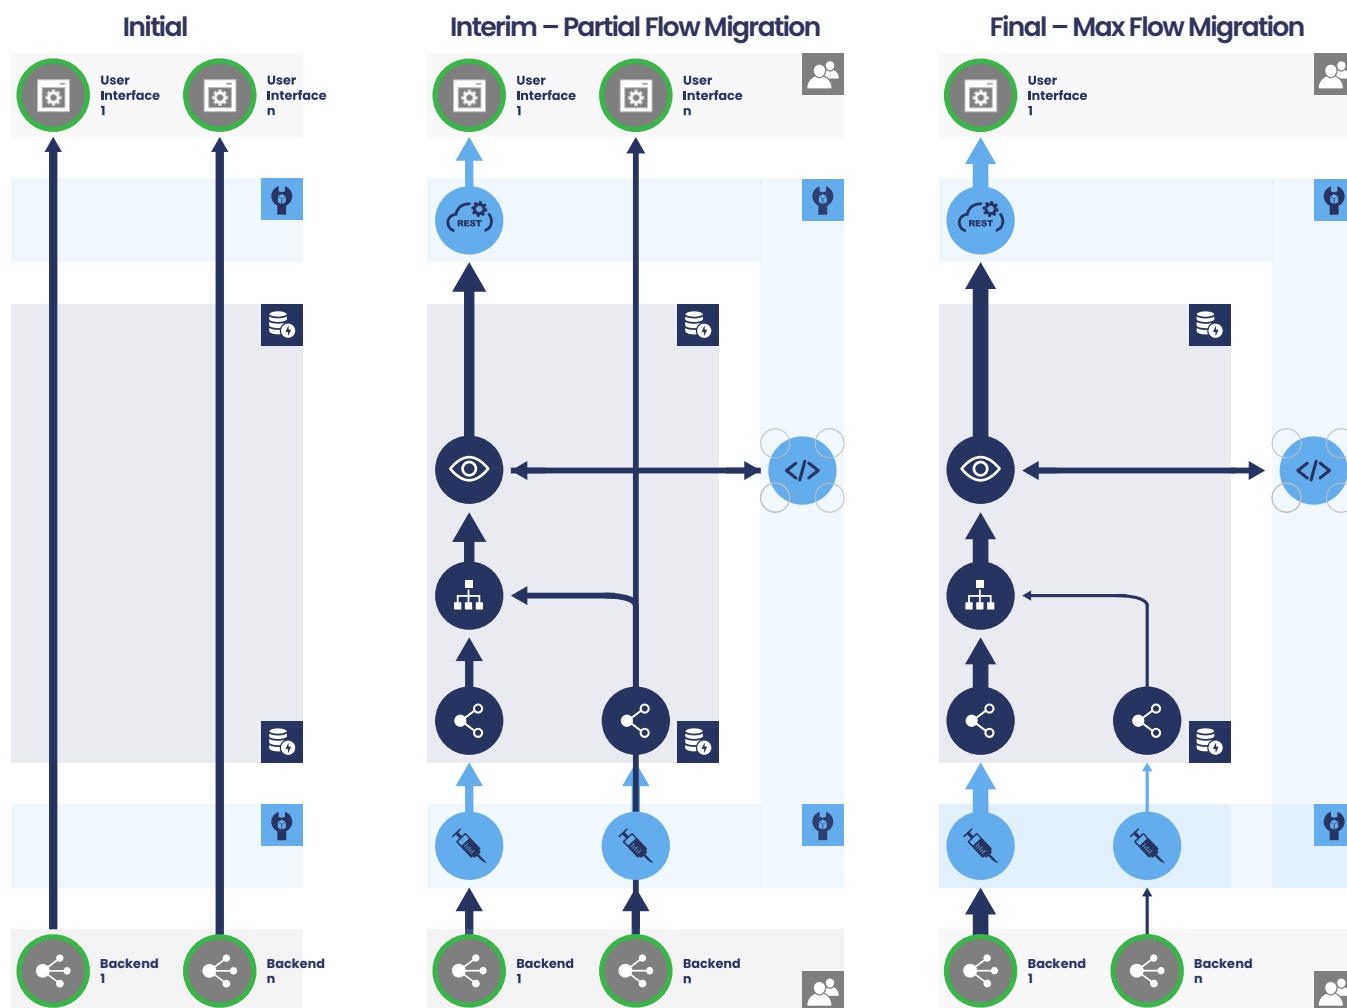 Initial
Interim – Partial Flow Migration
Final – Max Flow Migration
User
Interface
1
User
Interface
n
User
Interface
1
User
Interface
n
User
Interface
1
REST
REST
</>
</>
Backend
1
Backend
n
Backend
1
Backend
n
Backend
1
Backend
n